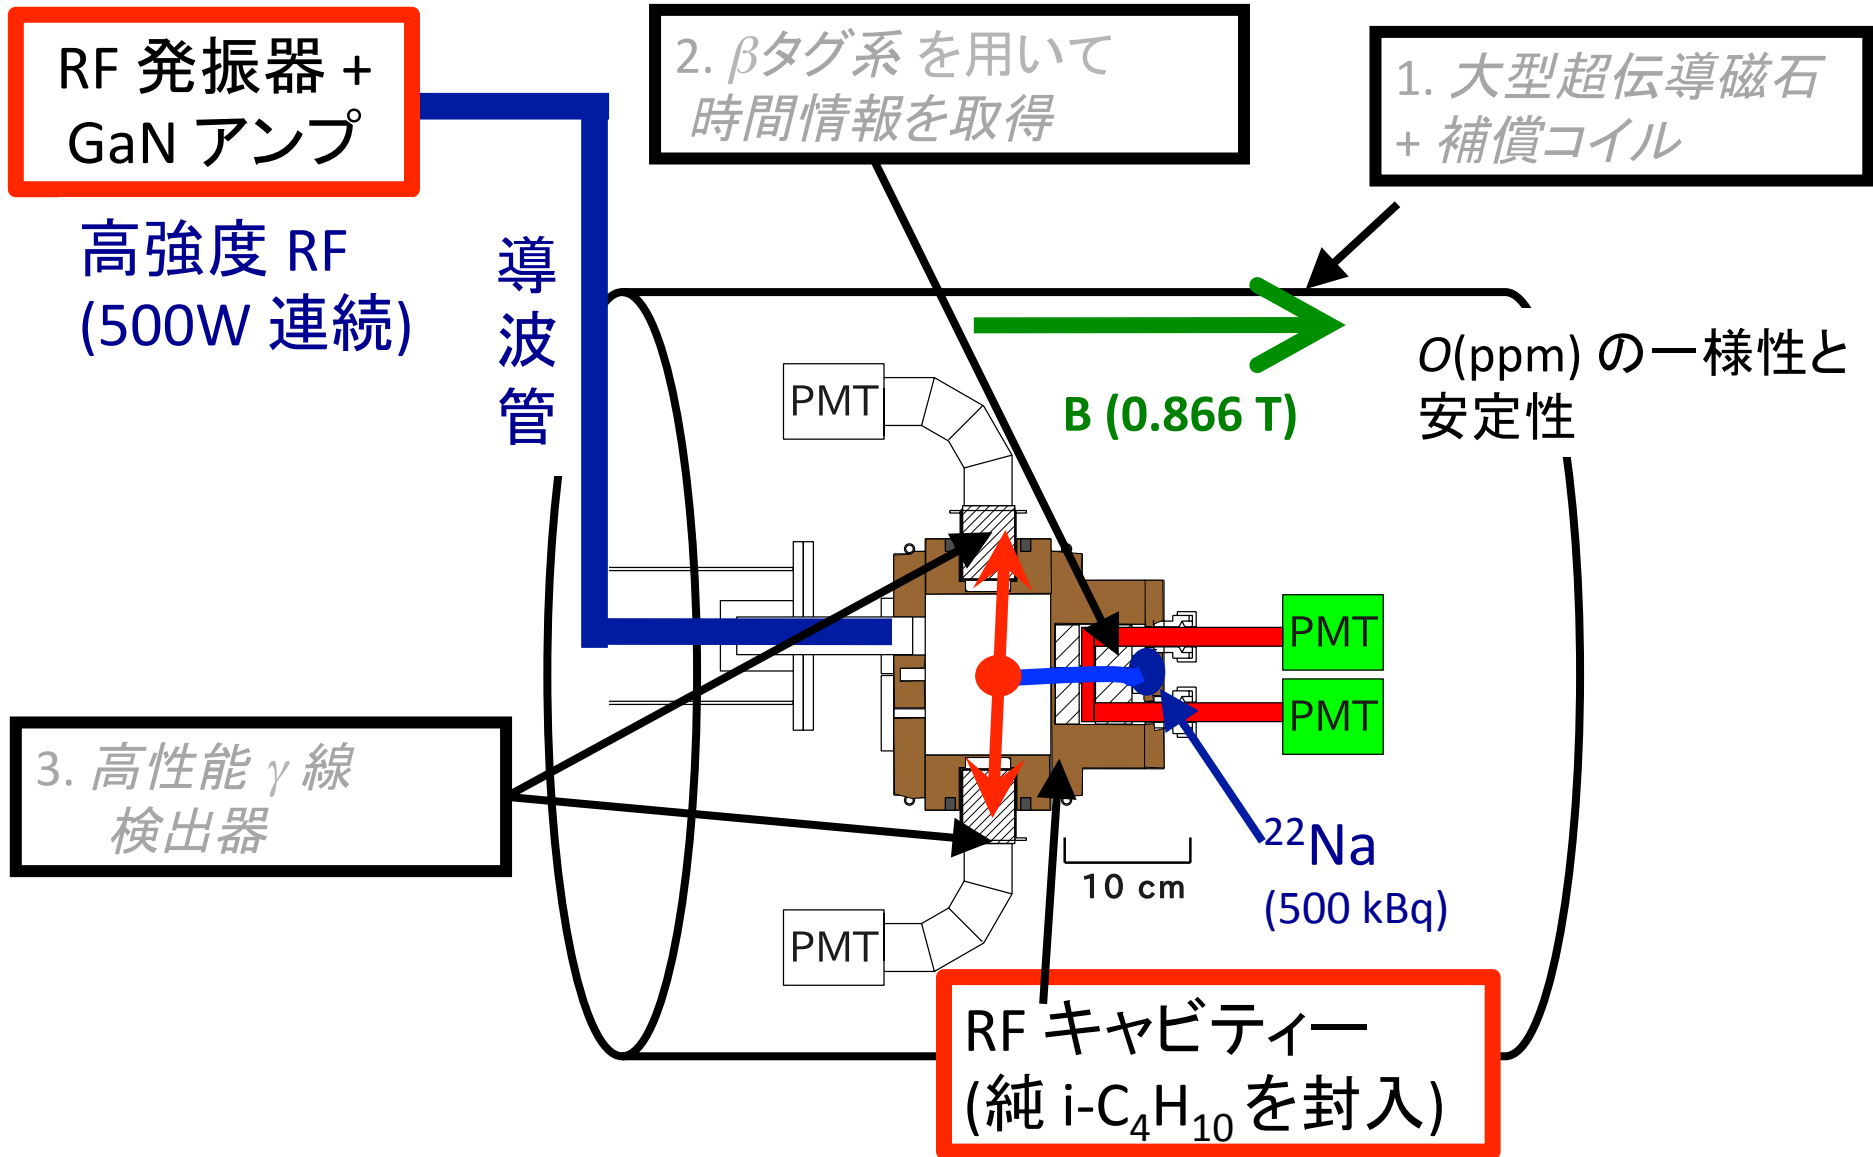 RF 発振器 +
GaN アンプ
2. βタグ系 を用いて
時間情報を取得
1. 大型超伝導磁石
+ 補償コイル
高強度 RF
(500W 連続)
導波管
B (0.866 T)
O(ppm) の一様性と
安定性
PMT
PMT
PMT
3. 高性能 γ 線
検出器
10 cm
²²Na
(500 kBq)
PMT
RF キャビティー
(純 i-C₄H₁₀ を封入)